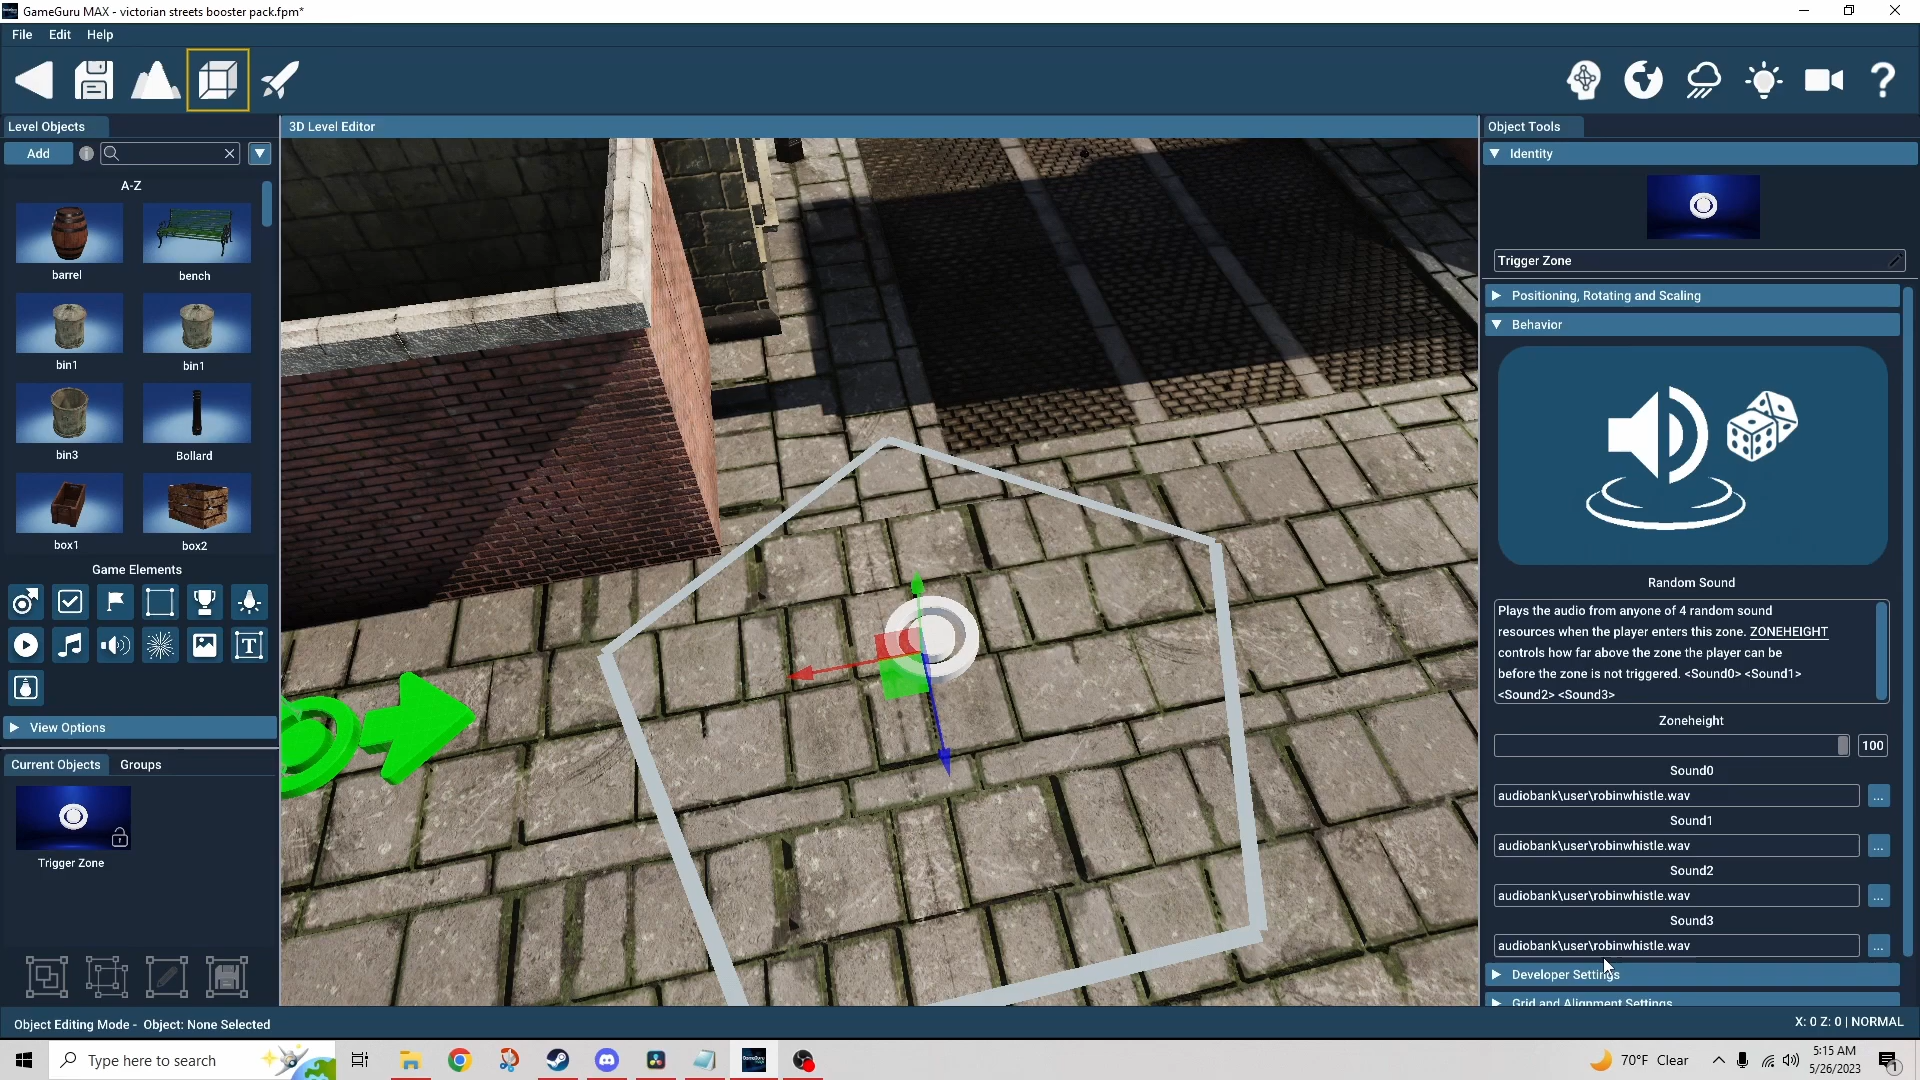 GameGuru MAX - victorian streets booster pack.fpm*
File Edit Help
Level Objects
Add
A-Z
barrel bench
bin1 bin1
bin3 Bollard
box1 box2
Game Elements
View Options
Current Objects Groups
Trigger Zone
3D Level Editor
Object Tools
Identity
Trigger Zone
Positioning, Rotating and Scaling
Behavior
Random Sound
Plays the audio from anyone of 4 random sound
resources when the player enters this zone. ZONEHEIGHT
controls how far above the zone the player can be
before the zone is not triggered. <Sound0> <Sound1>
<Sound2> <Sound3>
Zoneheight
100
Sound0
audiobank\user\robinwhistle.wav ...
Sound1
audiobank\user\robinwhistle.wav ...
Sound2
audiobank\user\robinwhistle.wav ...
Sound3
audiobank\user\robinwhistle.wav ...
Developer Settings
Grid and Alignment Settings
Object Editing Mode - Object: None Selected
X: 0 Z: 0 | NORMAL
Type here to search
70°F Clear
5:15 AM
5/26/2023
1